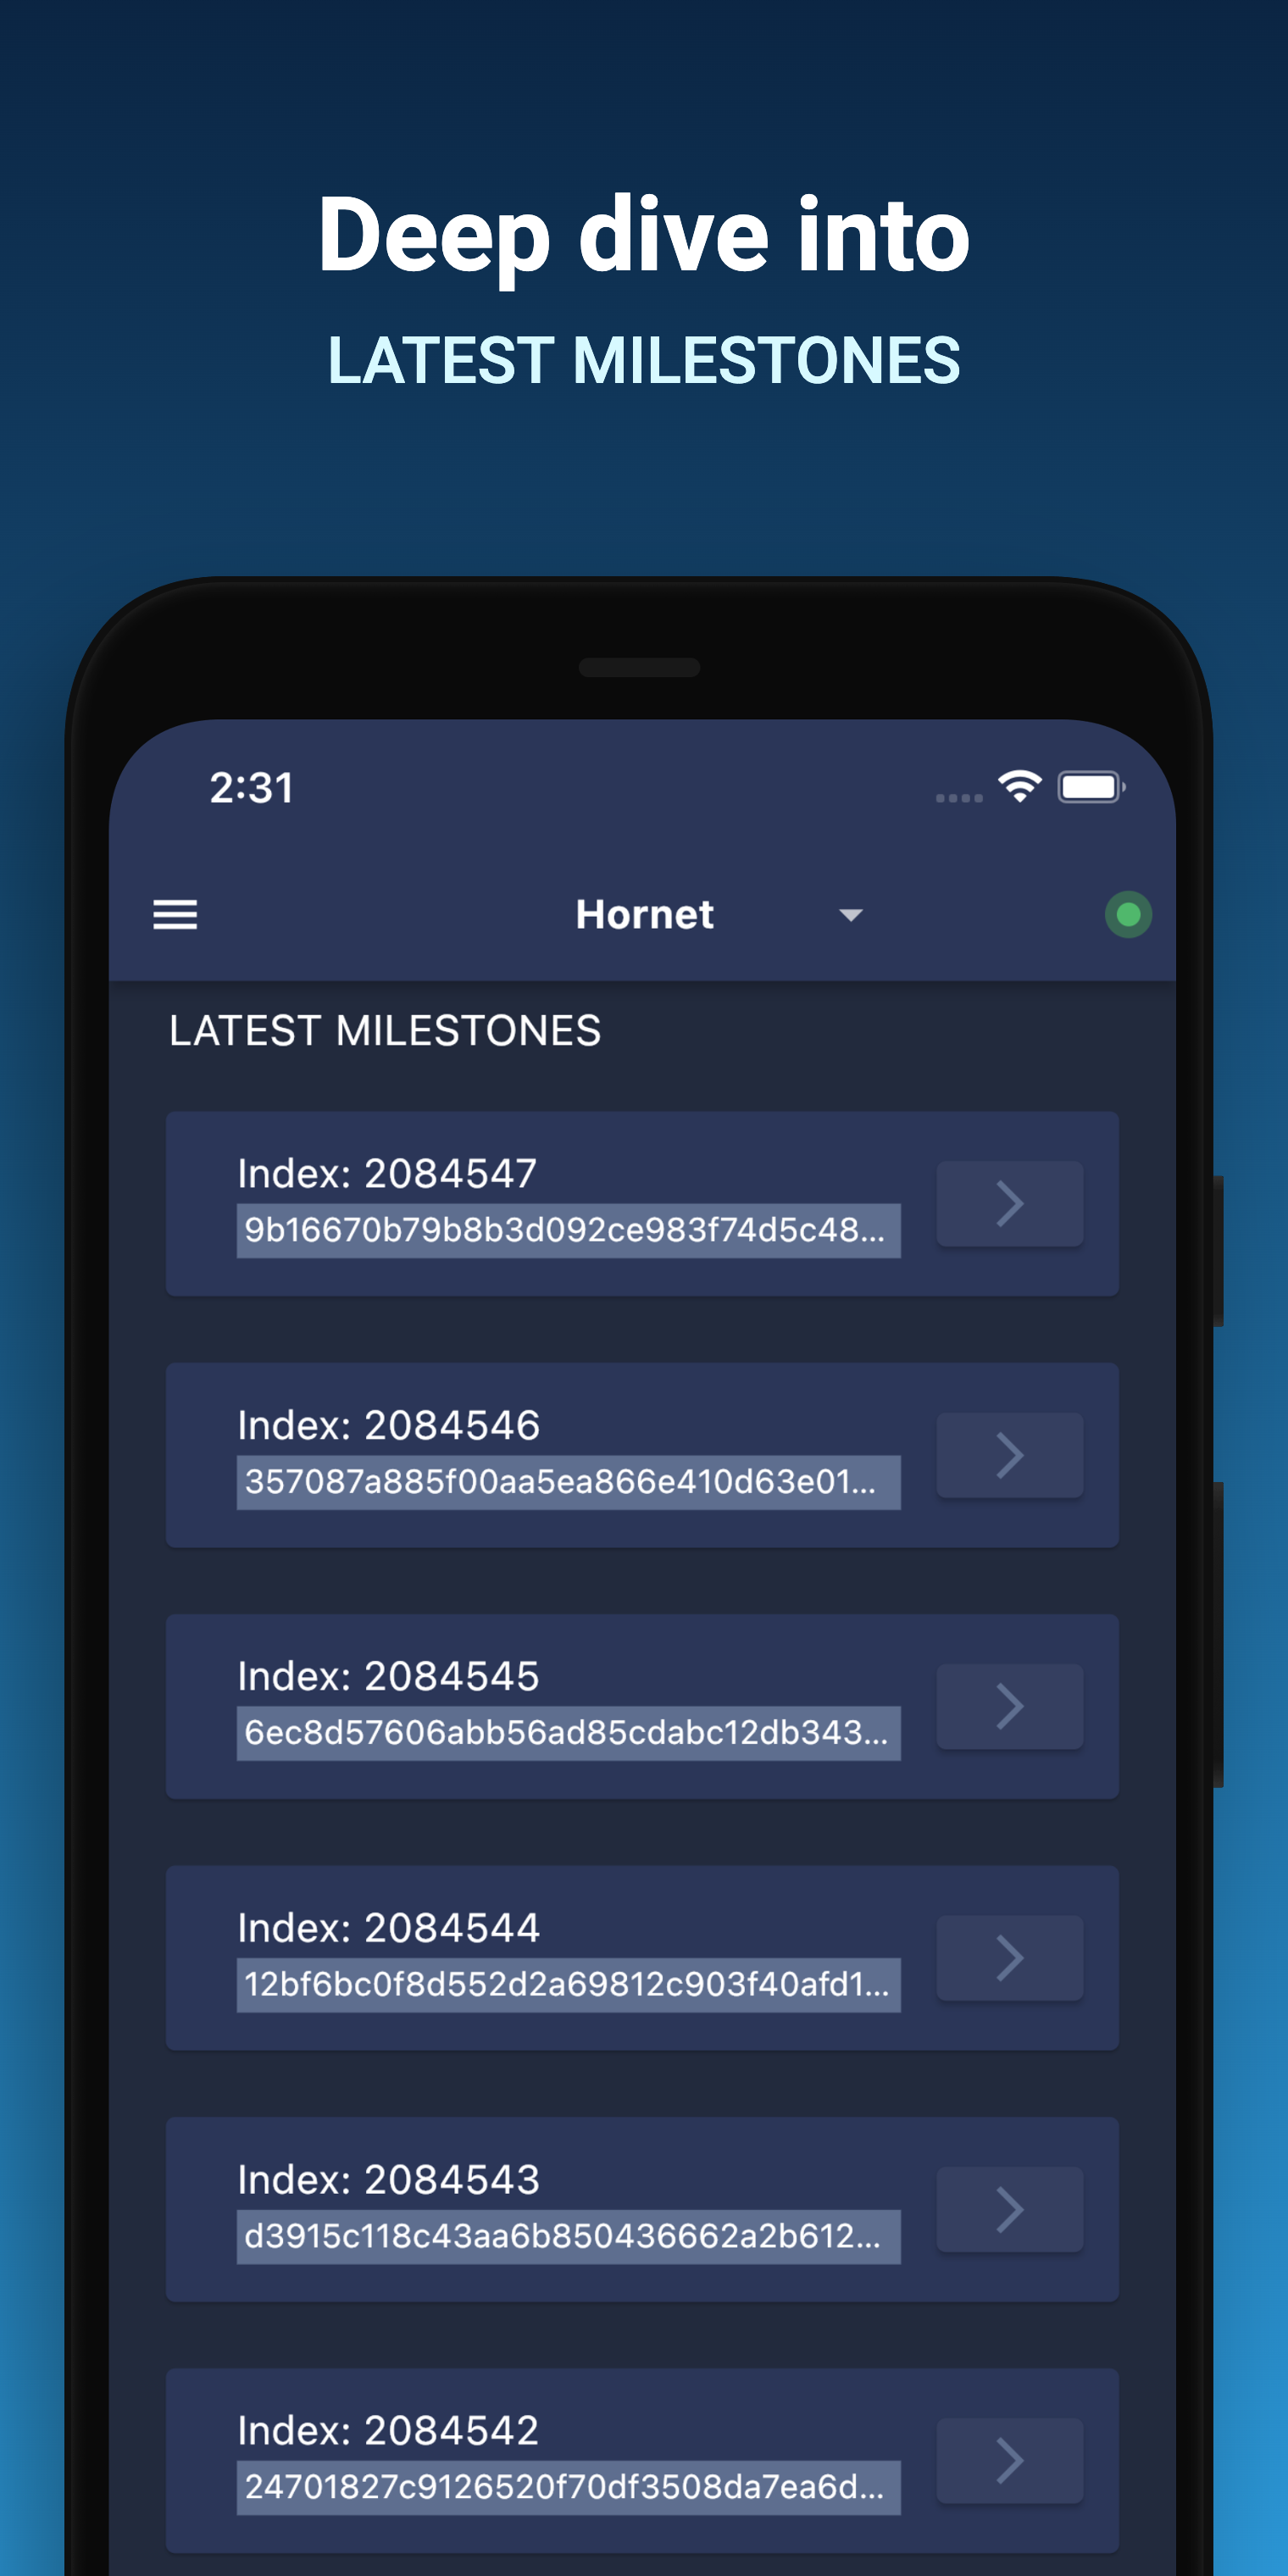 Deep dive into
LATEST MILESTONES
2:31
Hornet
LATEST MILESTONES
Index: 2084547
9b16670b79b8b3d092ce983f74d5c48...
Index: 2084546
357087a885f00aa5ea866e410d63e01...
Index: 2084545
6ec8d57606abb56ad85cdabc12db343...
Index: 2084544
12bf6bc0f8d552d2a69812c903f40afd1...
Index: 2084543
d3915c118c43aa6b850436662a2b612...
Index: 2084542
24701827c9126520f70df3508da7ea6d...